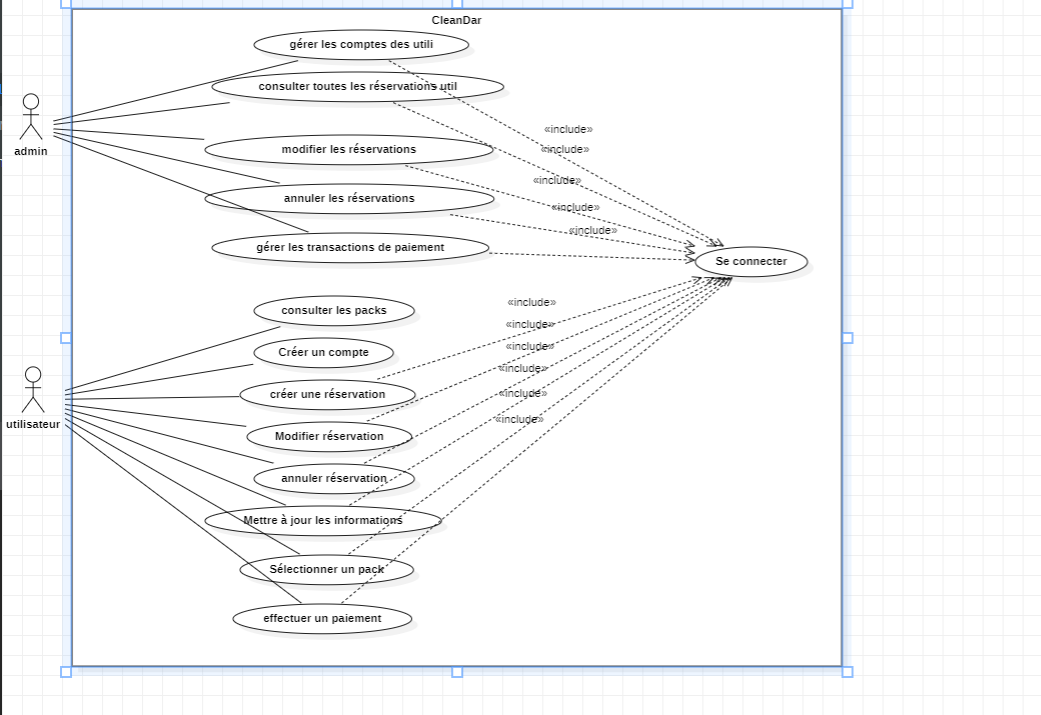 CleanDar
gérer les comptes des utili
consulter toutes les réservations util
admin
«include»
modifier les réservations
«include»
«include»
annuler les réservations
«include»
«include»
gérer les transactions de paiement
Se connecter
consulter les packs
«include»
«include»
Créer un compte
«include»
«include»
créer une réservation
«include»
utilisateur
«include»
Modifier réservation
annuler réservation
Mettre à jour les informations
Sélectionner un pack
effectuer un paiement